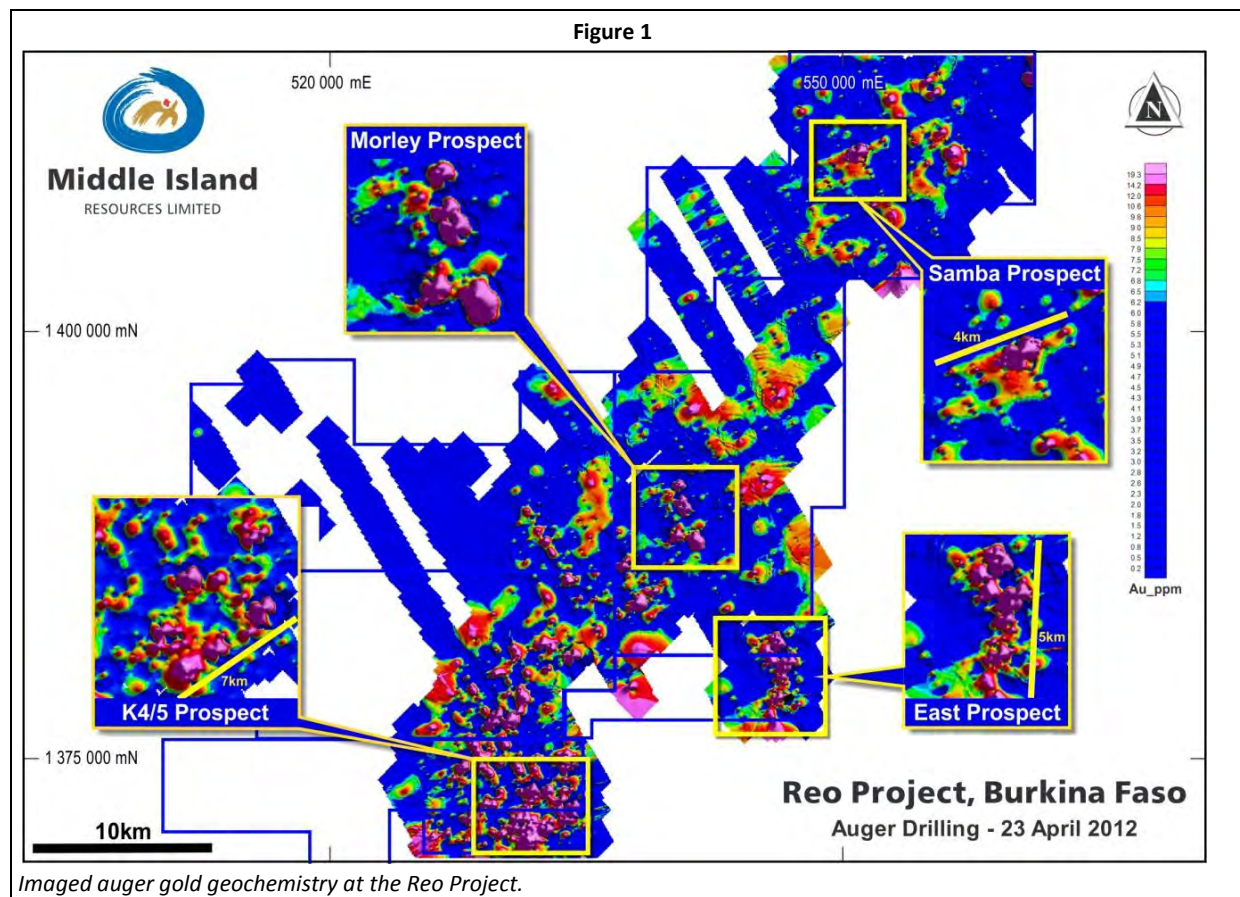 Figure 1
520 000 mE
550 000 mE
N
Middle Island
RESOURCES LIMITED
Morley Prospect
Samba Prospect
4km
1 400 000 mN
19.3
14.2
12.0
10.6
9.8
9.0
8.5
7.9
7.5
7.2
6.8
6.5
6.2
6.0
5.8
5.5
5.3
5.1
4.9
4.7
4.5
4.3
4.1
3.9
3.7
3.5
3.2
3.0
2.8
2.6
2.3
2.0
1.8
1.5
1.2
0.8
0.5
0.2
Au_ppm
7km
K4/5 Prospect
5km
East Prospect
1 375 000 mN
10km
Reo Project, Burkina Faso
Auger Drilling - 23 April 2012
Imaged auger gold geochemistry at the Reo Project.